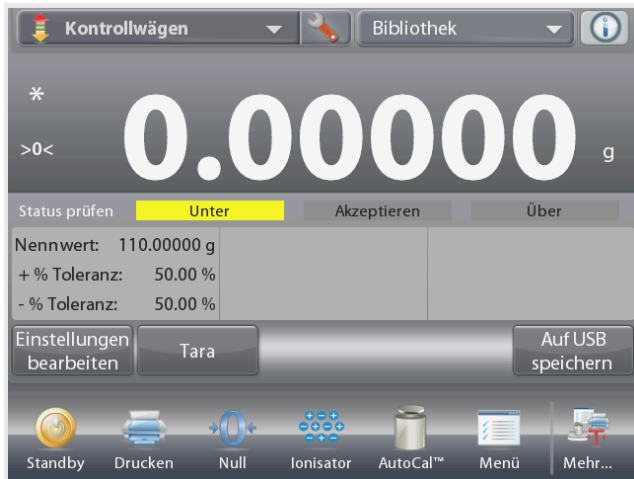 Kontrollwägen
Bibliothek
*
>0<
0.00000 g
Status prüfen Unter Akzeptieren Über
Nennwert: 110.00000 g
+ % Toleranz: 50.00 %
- % Toleranz: 50.00 %
Einstellungen
bearbeiten
Tara
Auf USB
speichern
Standby Drucken Null Ionisator AutoCal™ Menü Mehr...